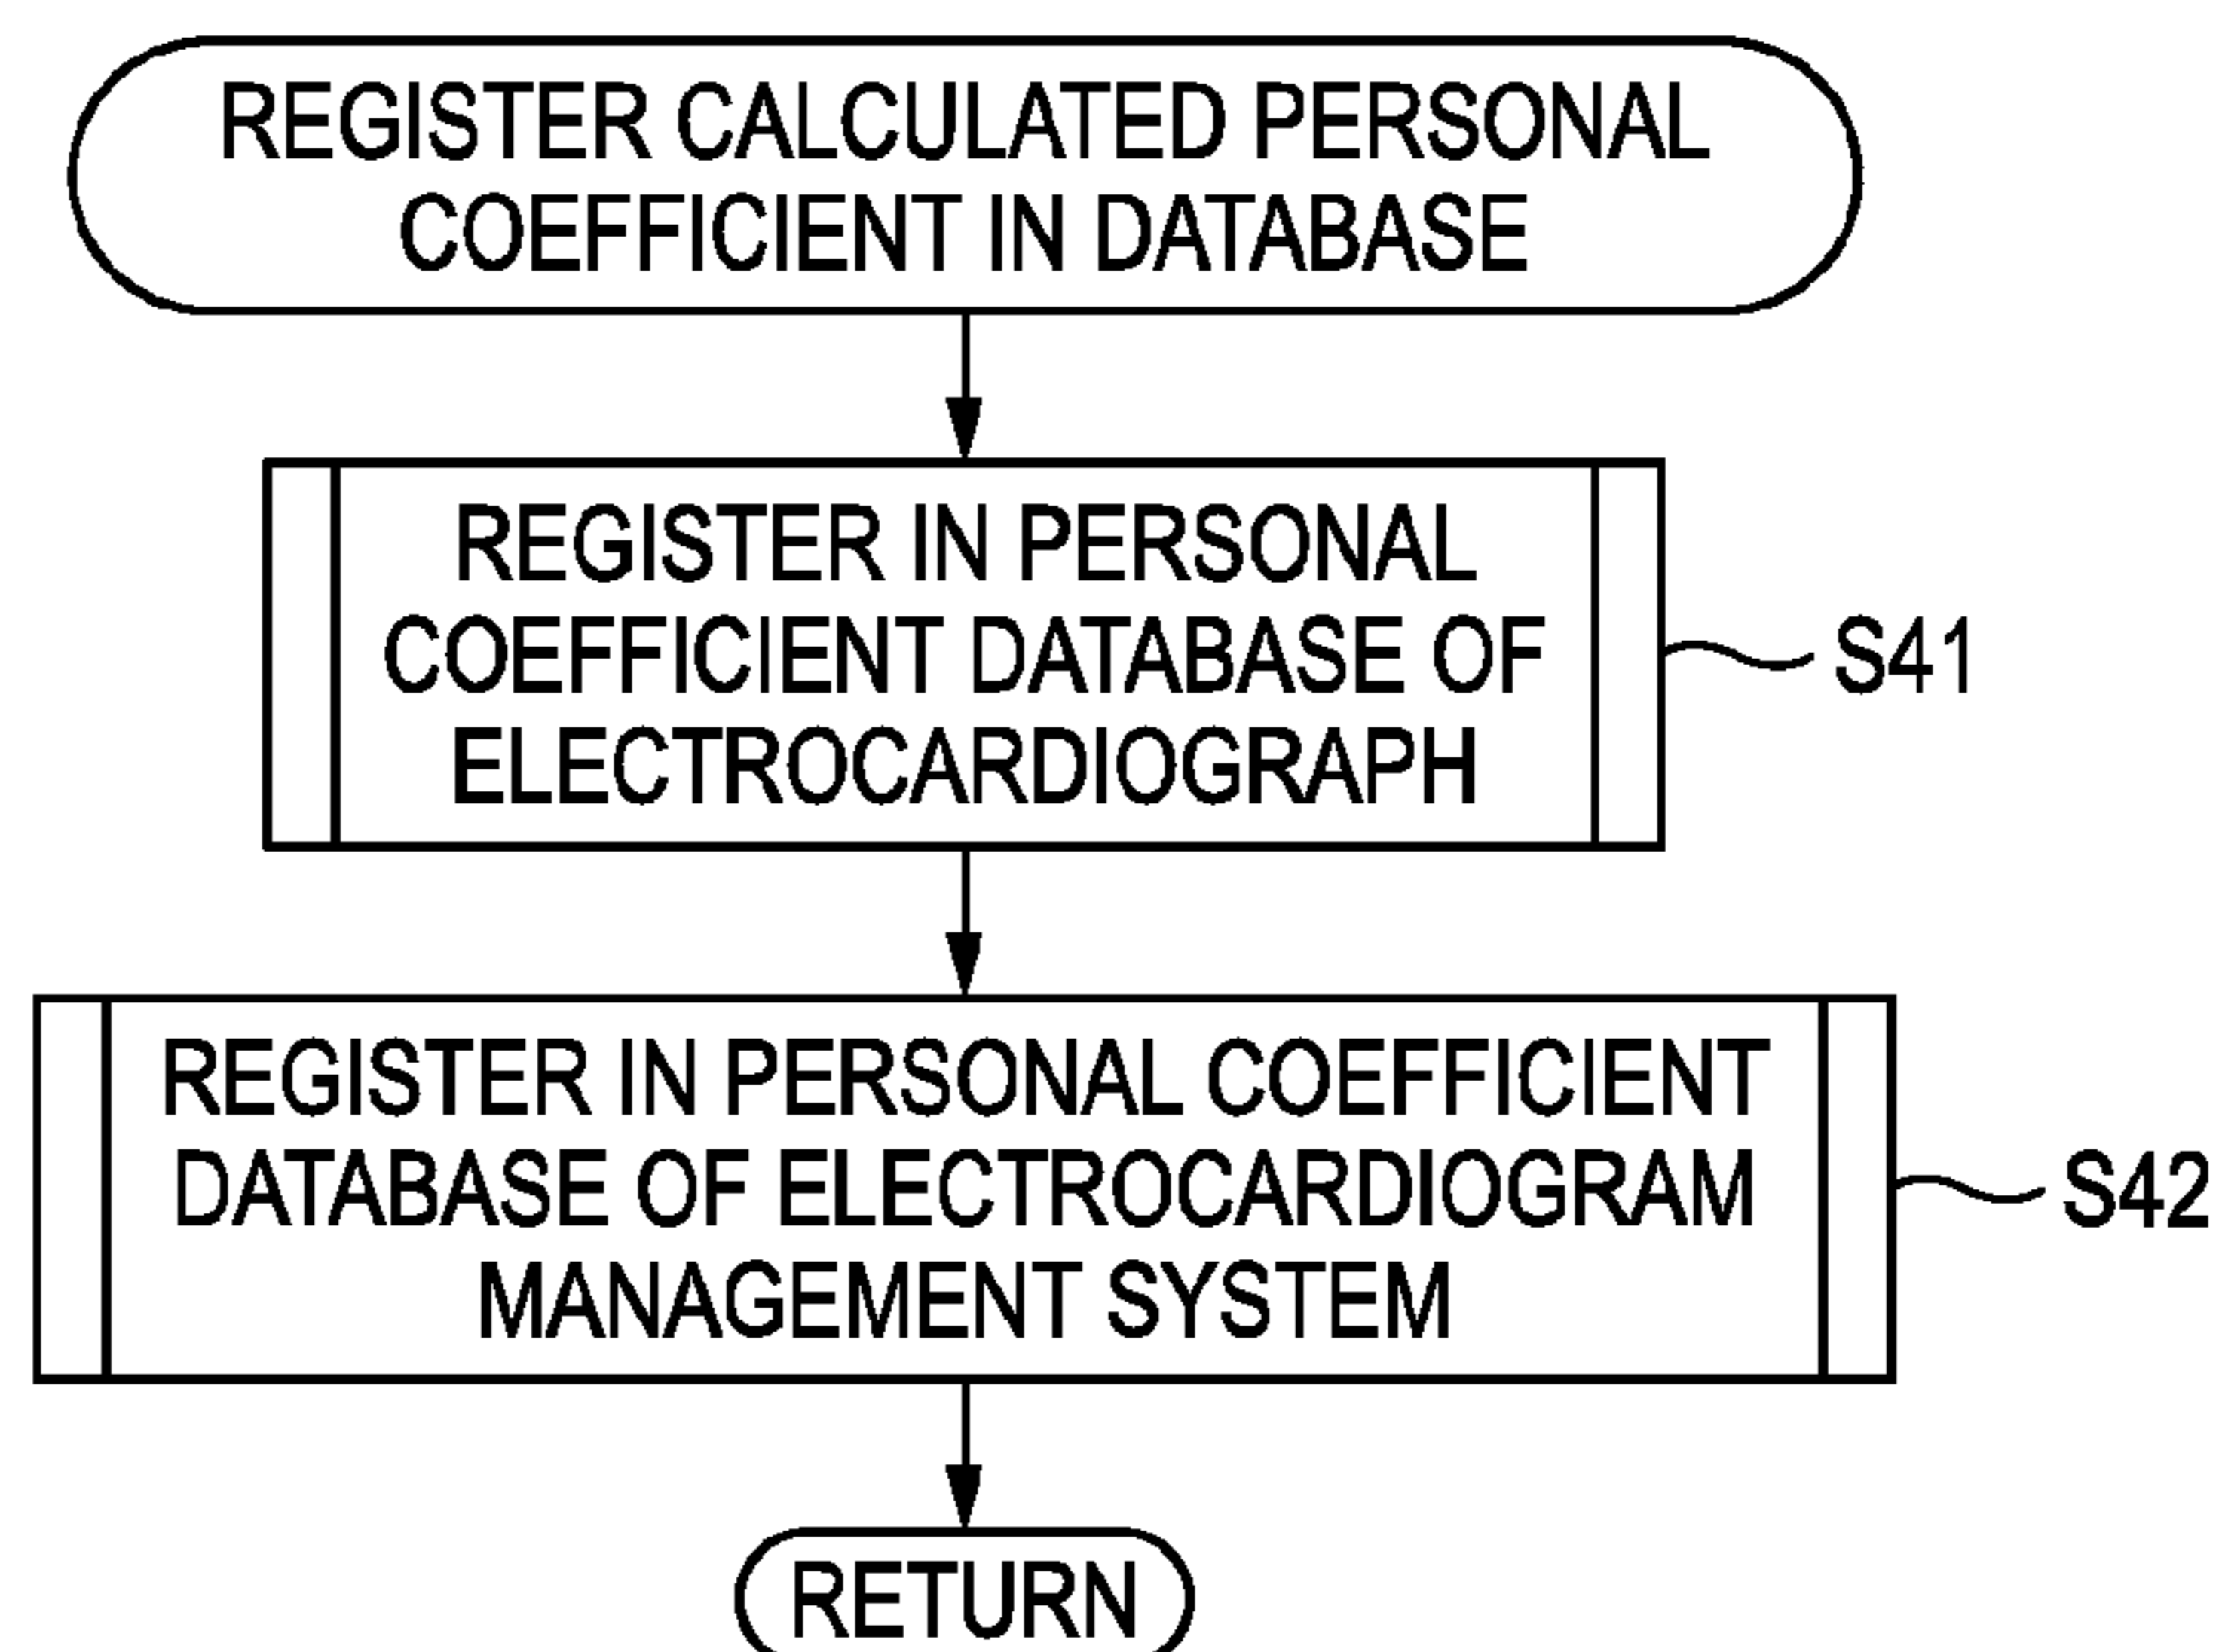 REGISTER CALCULATED PERSONAL
COEFFICIENT IN DATABASE
REGISTER IN PERSONAL
COEFFICIENT DATABASE OF
ELECTROCARDIOGRAPH
S41
REGISTER IN PERSONAL COEFFICIENT
DATABASE OF ELECTROCARDIOGRAM
MANAGEMENT SYSTEM
S42
RETURN